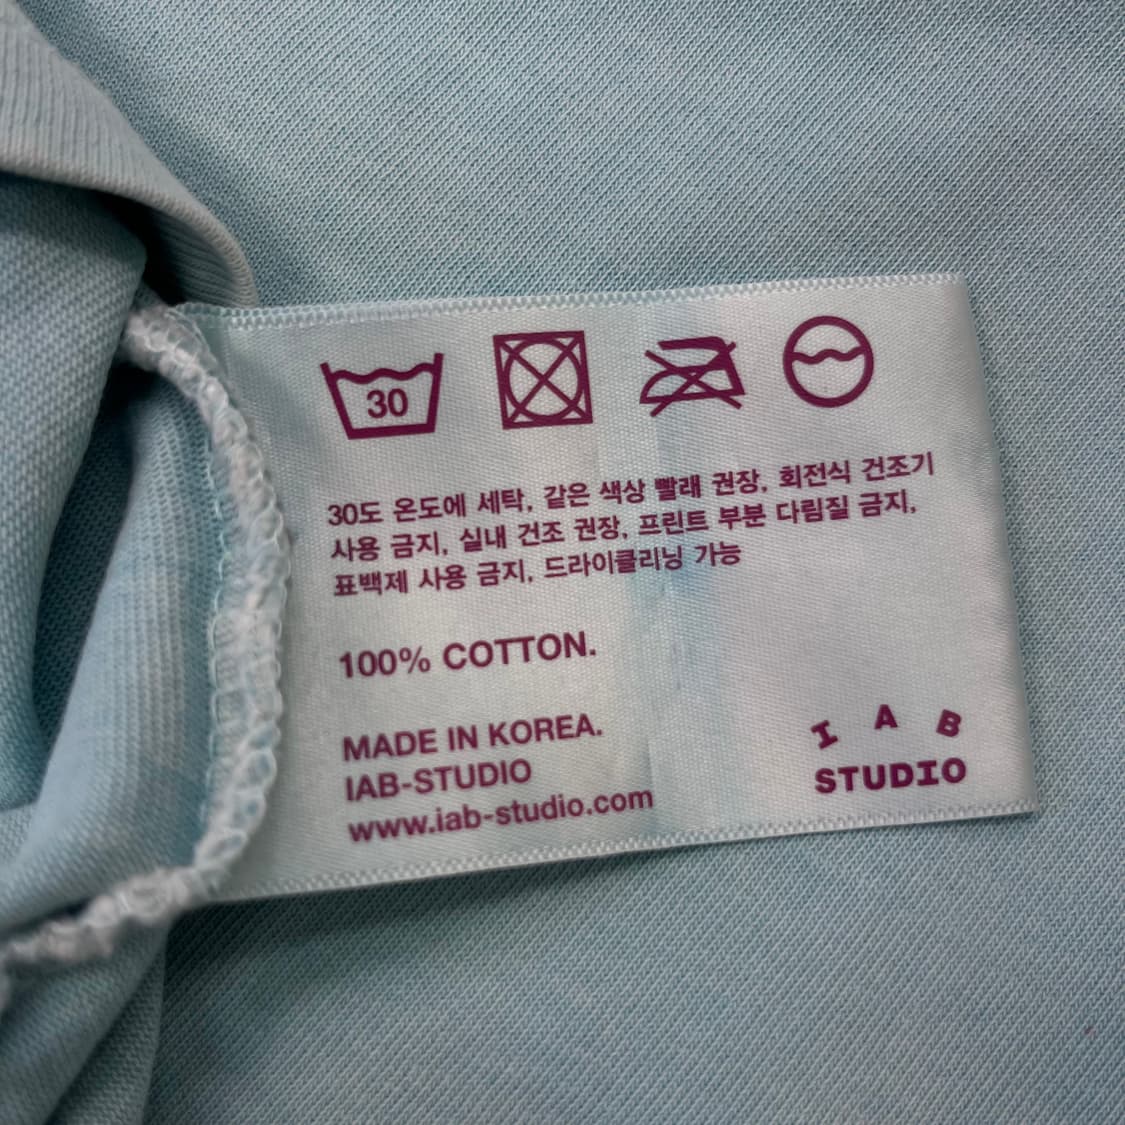 30
30도 온도에 세탁, 같은 색상 빨래 권장, 회전식 건조기
사용 금지, 실내 건조 권장, 프린트 부분 다림질 금지,
표백제 사용 금지, 드라이클리닝 가능
100% COTTON.
MADE IN KOREA.
IAB-STUDIO
www.iab-studio.com
I A B
STUDIO